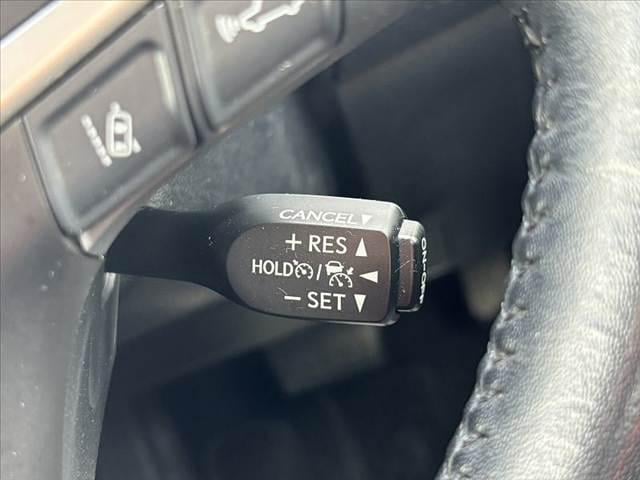 CANCEL▼
+RES▲
HOLD / ◀
−SET▼
ON-OFF